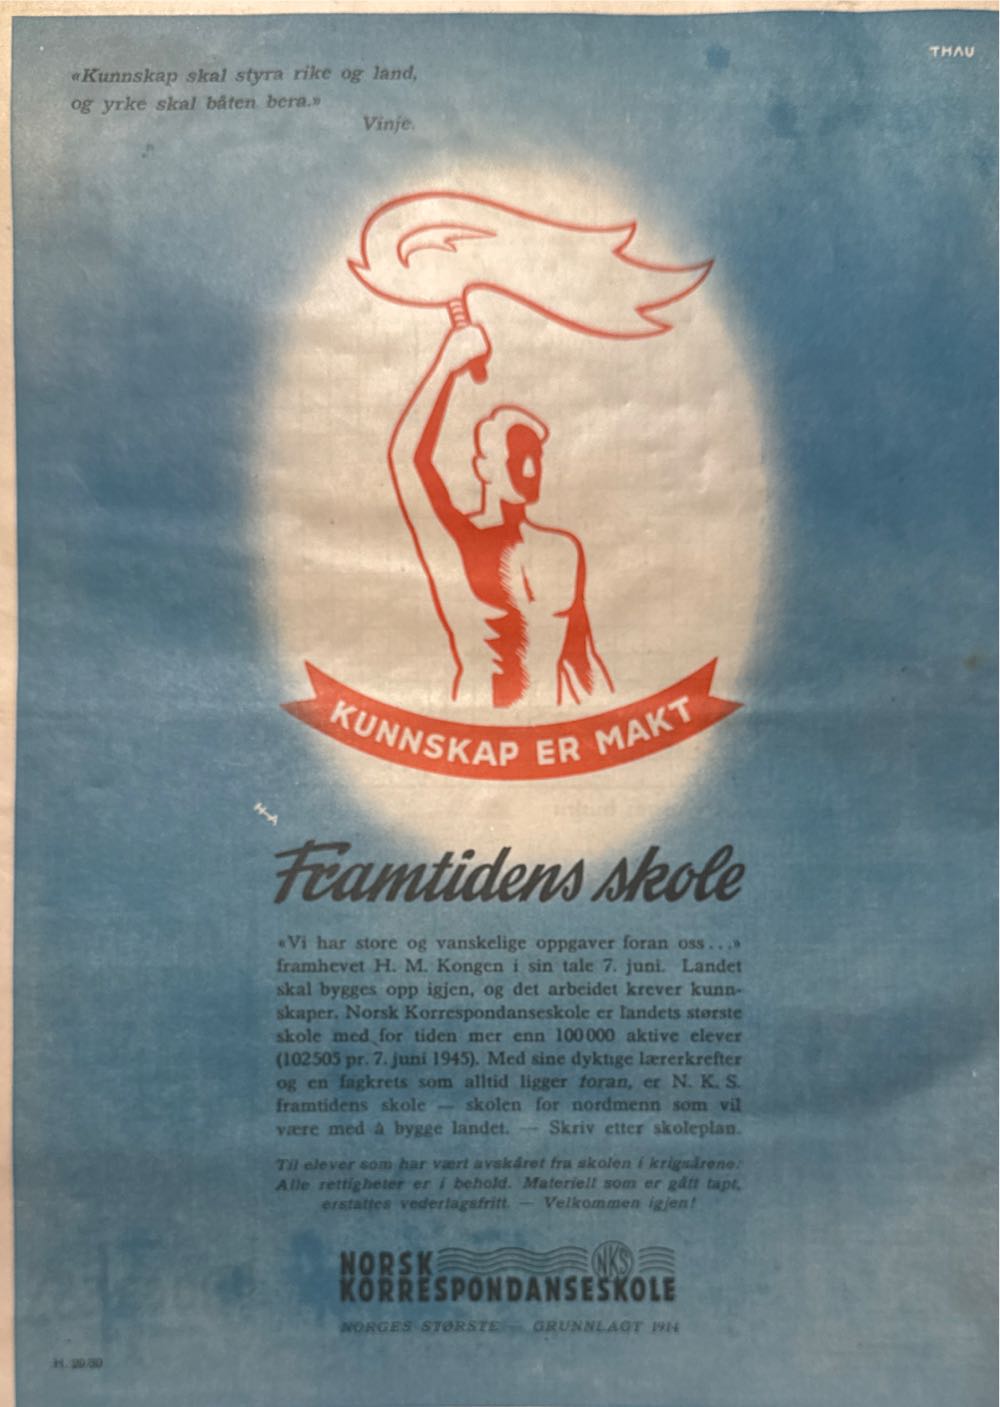 THAU
«Kunnskap skal styra rike og land,
og yrke skal båten bera.»
Vinje.
KUNNSKAP ER MAKT
HA
Framtidens skole
«Vi har store og vanskelige oppgaver foran oss...»
framhevet H. M. Kongen i sin tale 7. juni. Landet
skal bygges opp igjen, og det arbeidet krever kunn-
skaper. Norsk Korrespondanseskole er landets største
skole med for tiden mer enn 100 000 aktive elever
(102 505 pr. 7. juni 1945). Med sine dyktige lærerkrefter
og en fagkrets som alltid ligger foran, er N. K. S.
framtidens skole — skolen for nordmenn som vil
være med å bygge landet. — Skriv etter skoleplan.
Til elever som har vært avskåret fra skolen i krigsårene:
Alle rettigheter er i behold. Materiell som er gått tapt,
erstattes vederlagsfritt. — Velkommen igjen!
NORSK NKS
KORRESPONDANSESKOLE
NORGES STØRSTE — GRUNNLAGT 1914